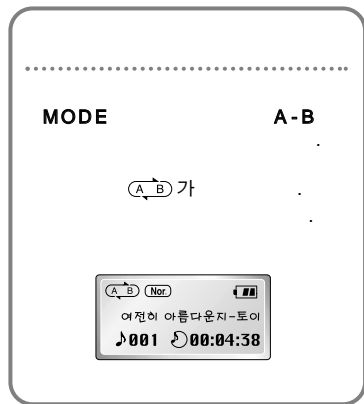 MODE A-B
.
A B 가 .
.
A B Nor.
여전히 아름다운지-토이
♪001 00:04:38